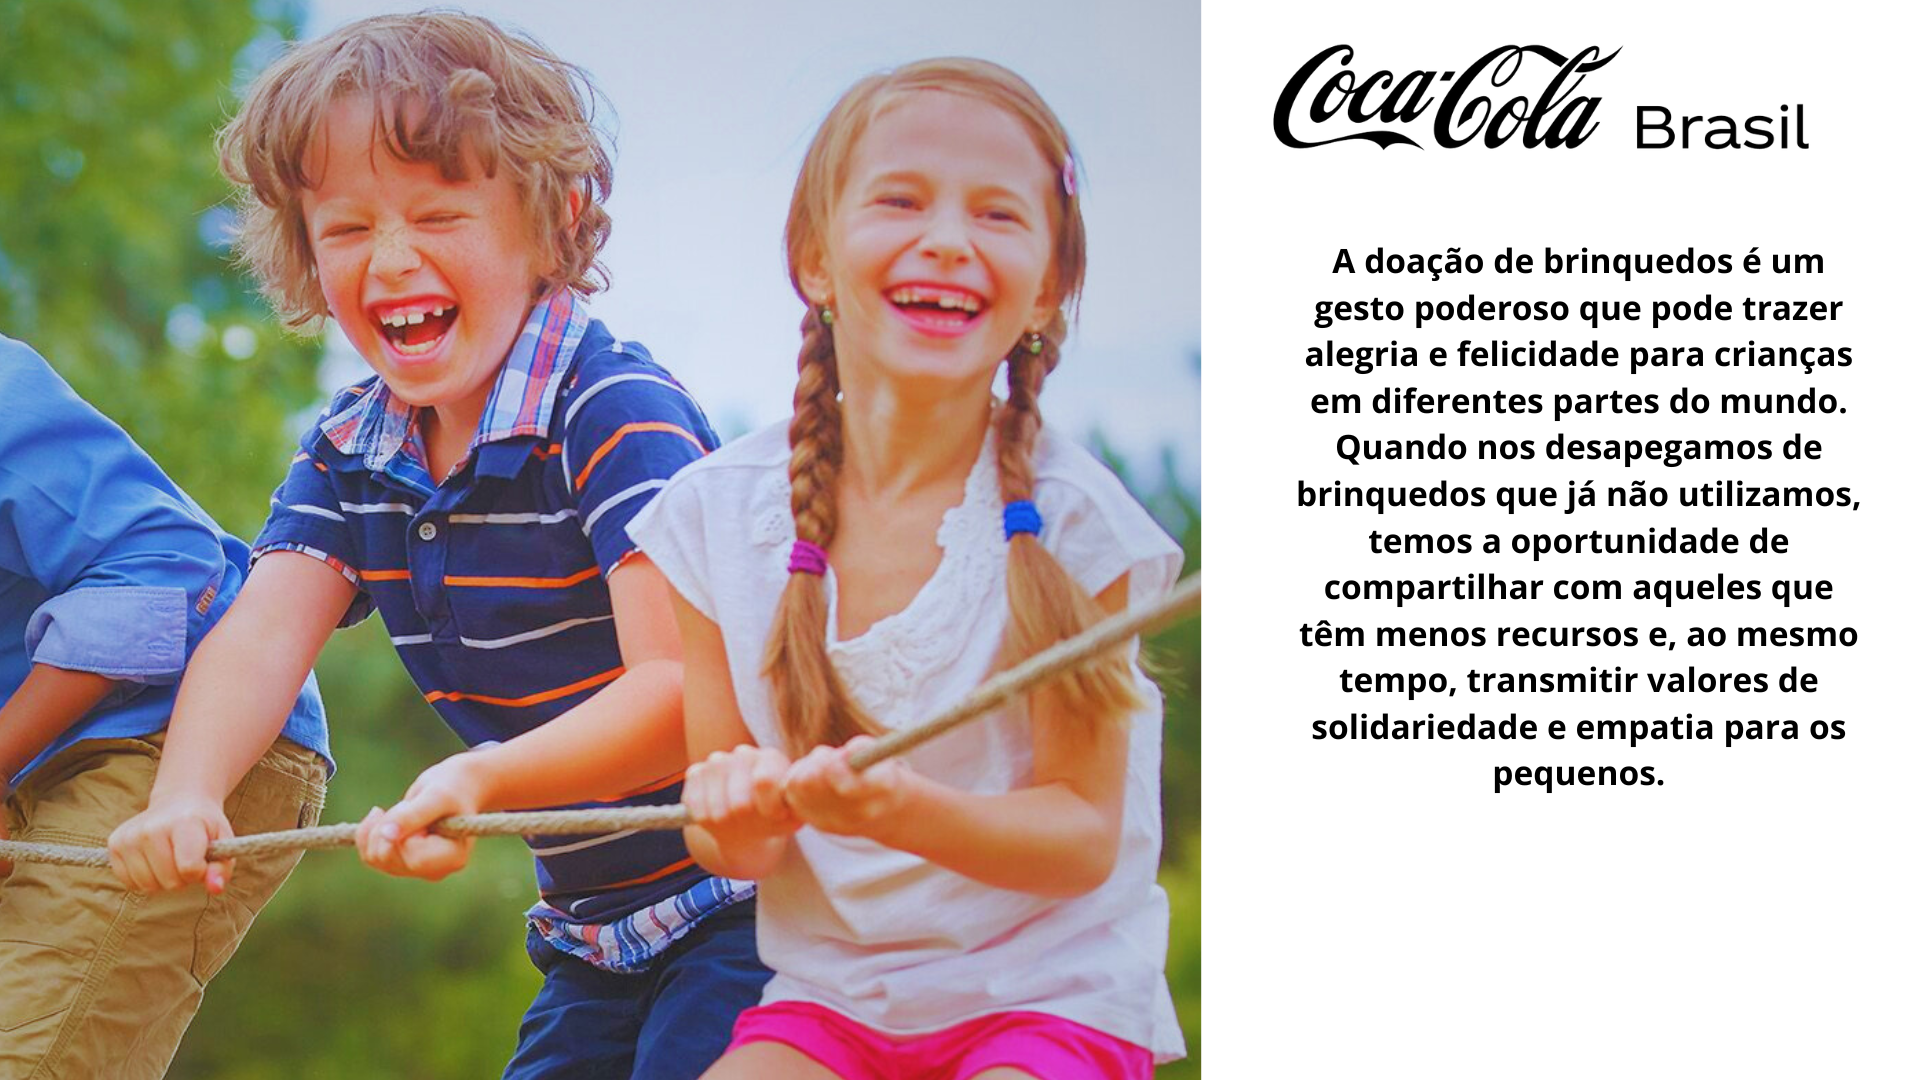 Coca-Cola Brasil
A doação de brinquedos é um
gesto poderoso que pode trazer
alegria e felicidade para crianças
em diferentes partes do mundo.
Quando nos desapegamos de
brinquedos que já não utilizamos,
temos a oportunidade de
compartilhar com aqueles que
têm menos recursos e, ao mesmo
tempo, transmitir valores de
solidariedade e empatia para os
pequenos.